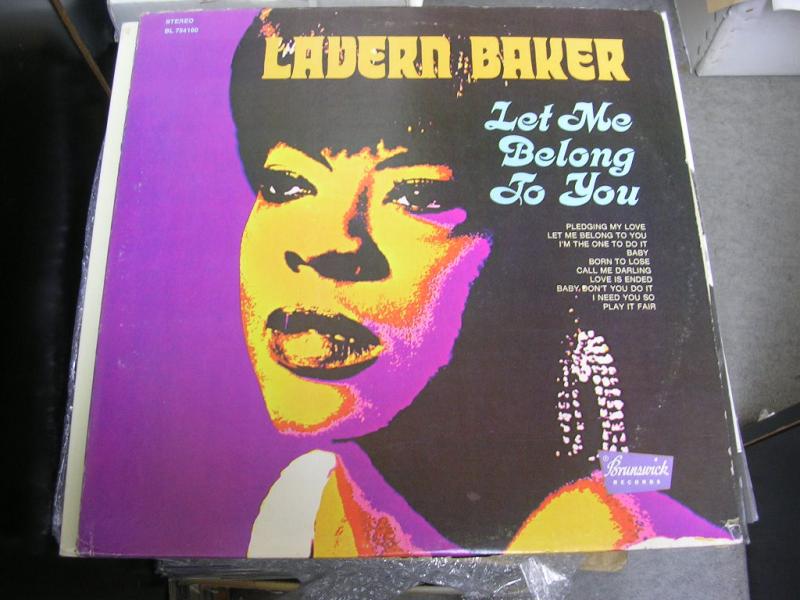 STEREO
BL 754160
LAVERN BAKER
Let Me
Belong
To You
PLEDGING MY LOVE
LET ME BELONG TO YOU
I'M THE ONE TO DO IT
BABY
BORN TO LOSE
CALL ME DARLING
LOVE IS ENDED
BABY, DON'T YOU DO IT
I NEED YOU SO
PLAY IT FAIR
® Brunswick
RECORDS